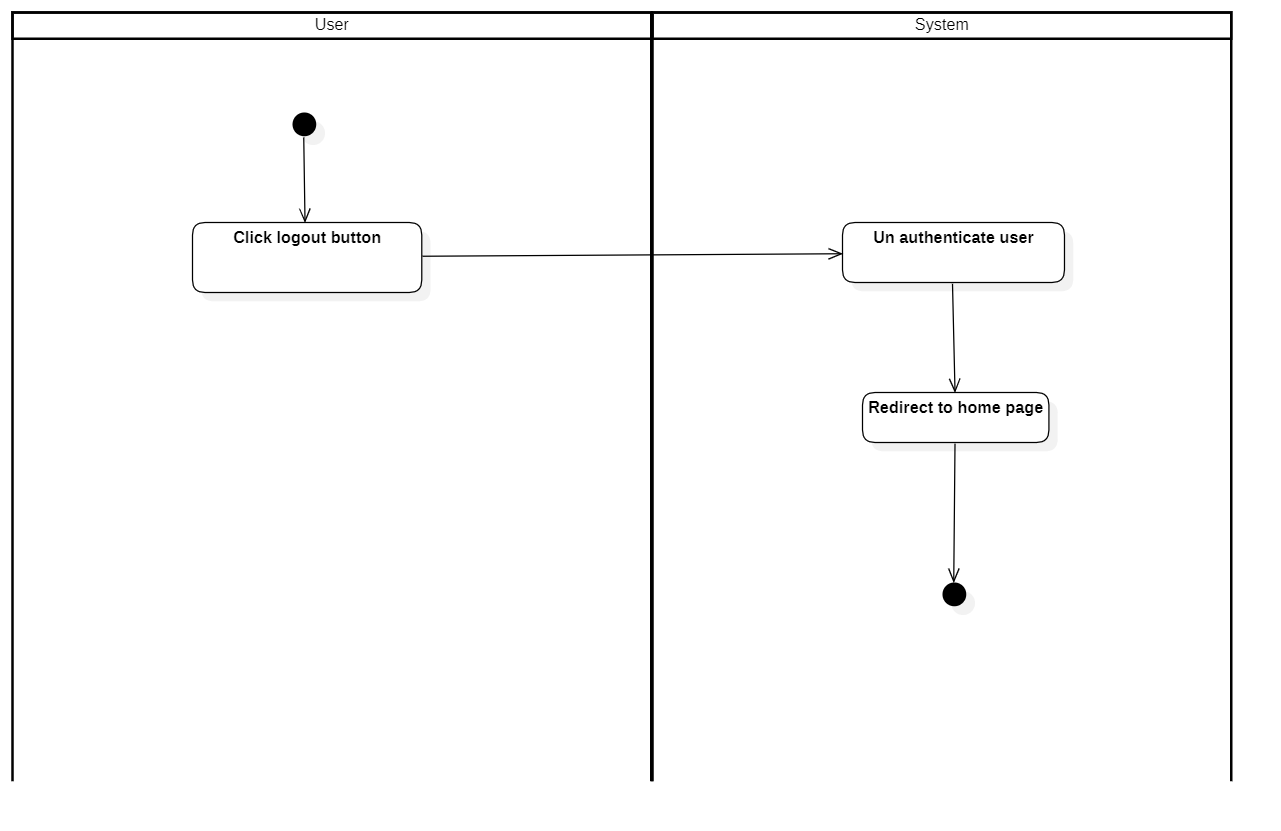 User
System
Click logout button
Un authenticate user
Redirect to home page